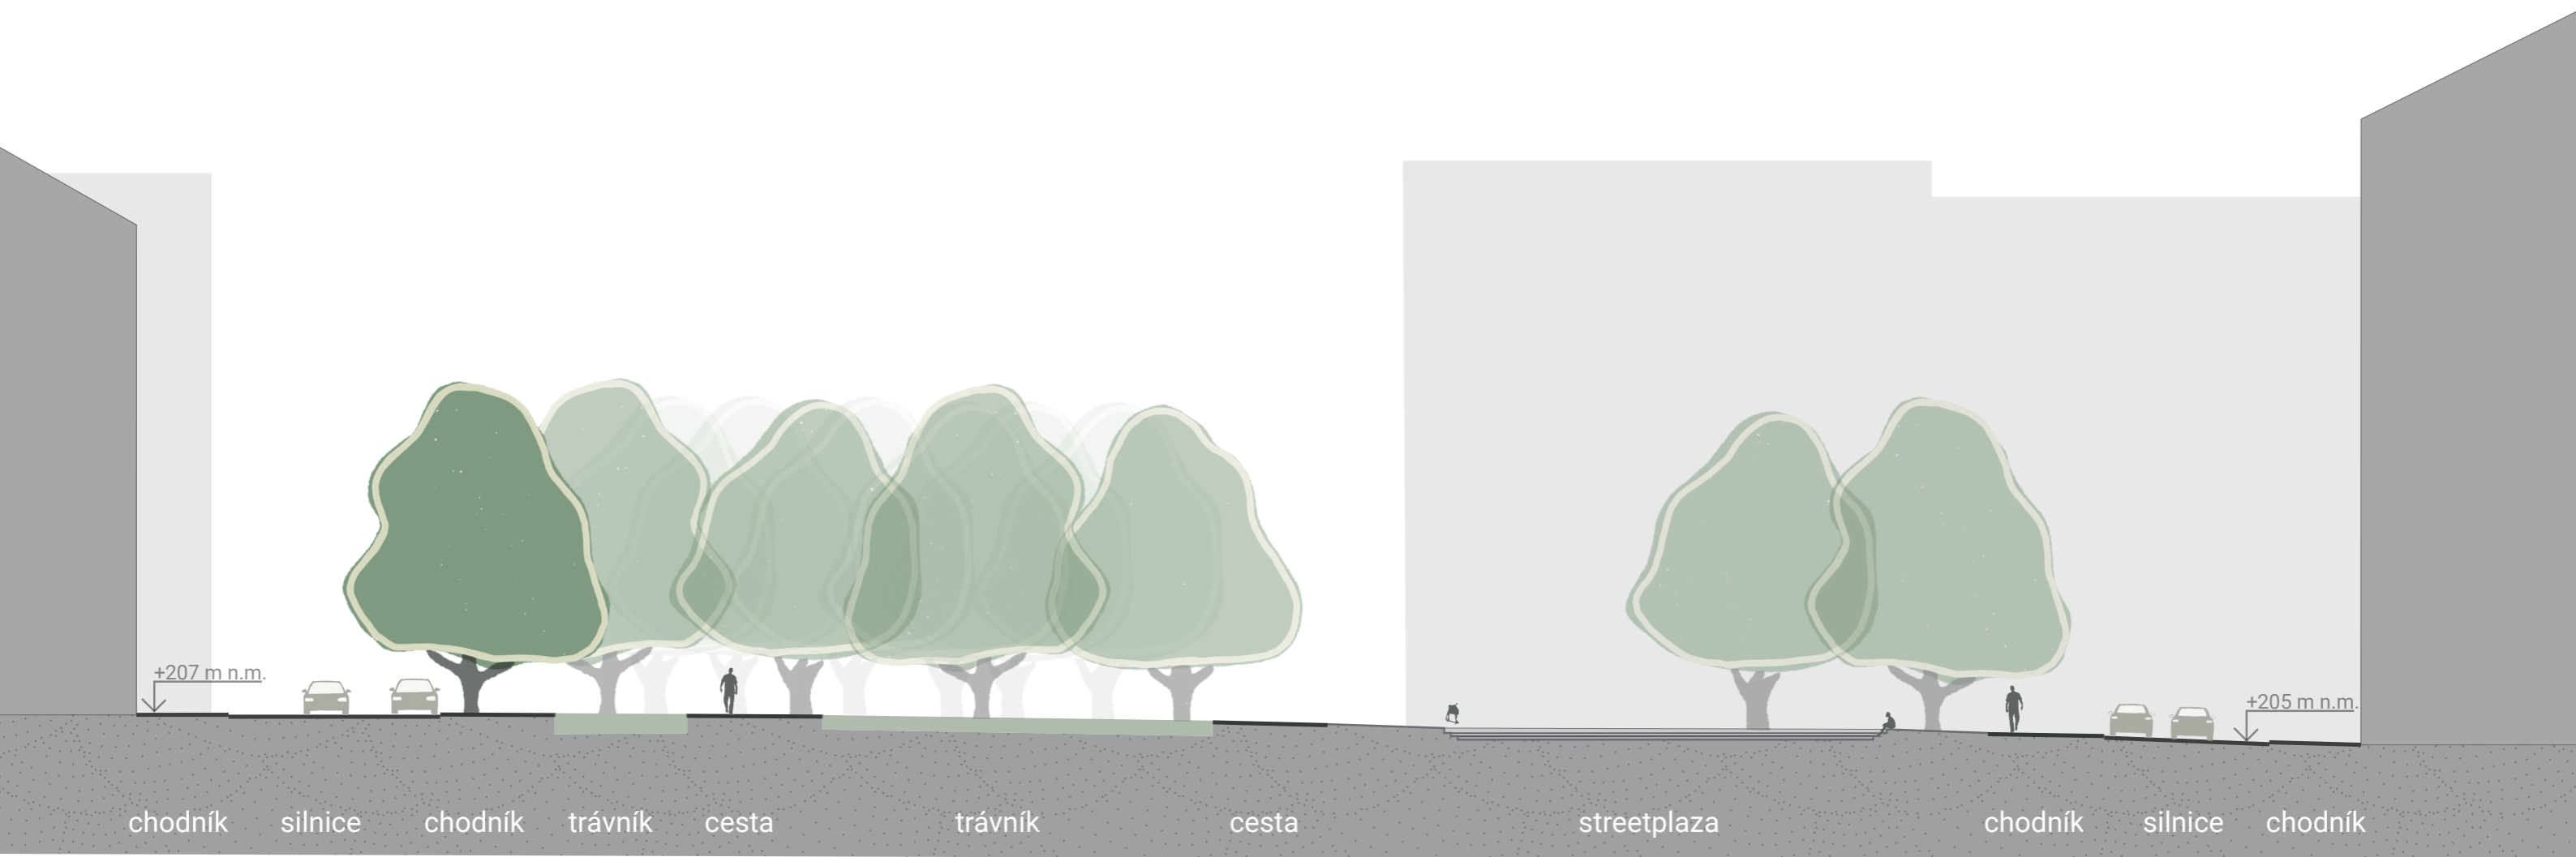 +207 m n.m.
+205 m n.m.
chodník silnice chodník trávník cesta trávník cesta streetplaza chodník silnice chodník